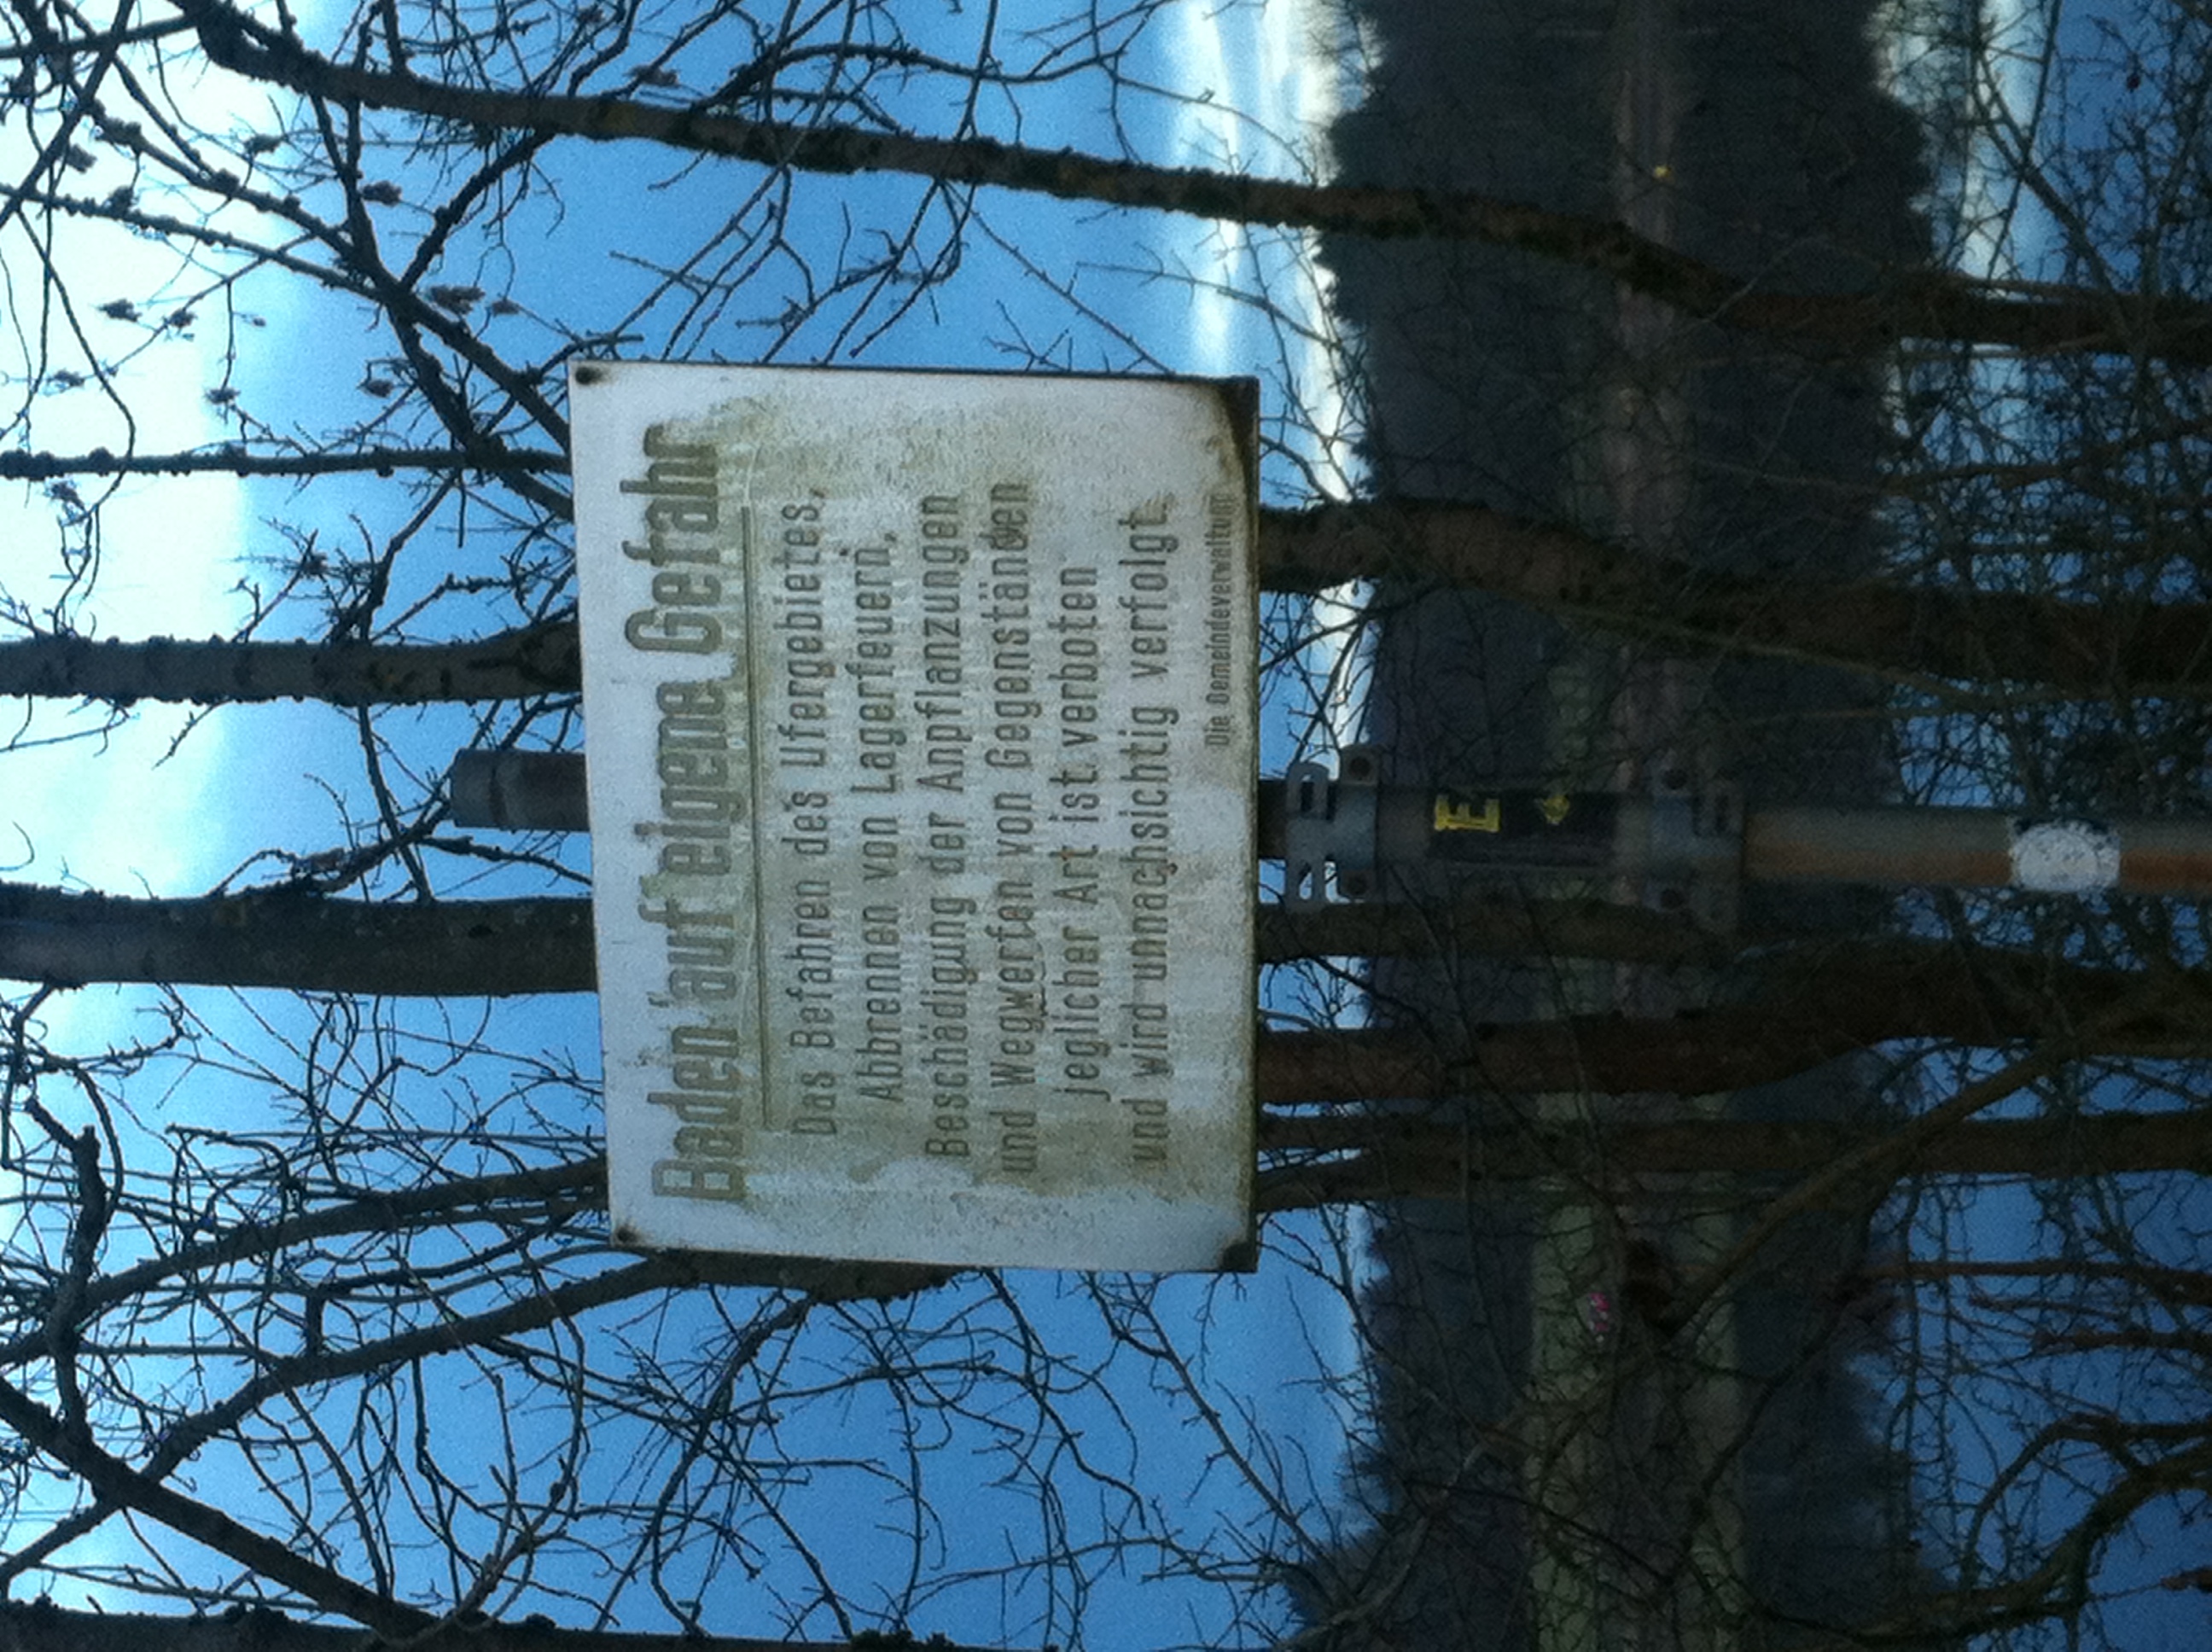 Baden auf eigene Gefahr
Das Befahren des Ufergebietes,
Abbrennen von Lagerfeuern,
Beschädigung der Anpflanzungen
und Wegwerfen von Gegenständen
jeglicher Art ist verboten
und wird unnachsichtig verfolgt.
Die Gemeindeverwaltung
E